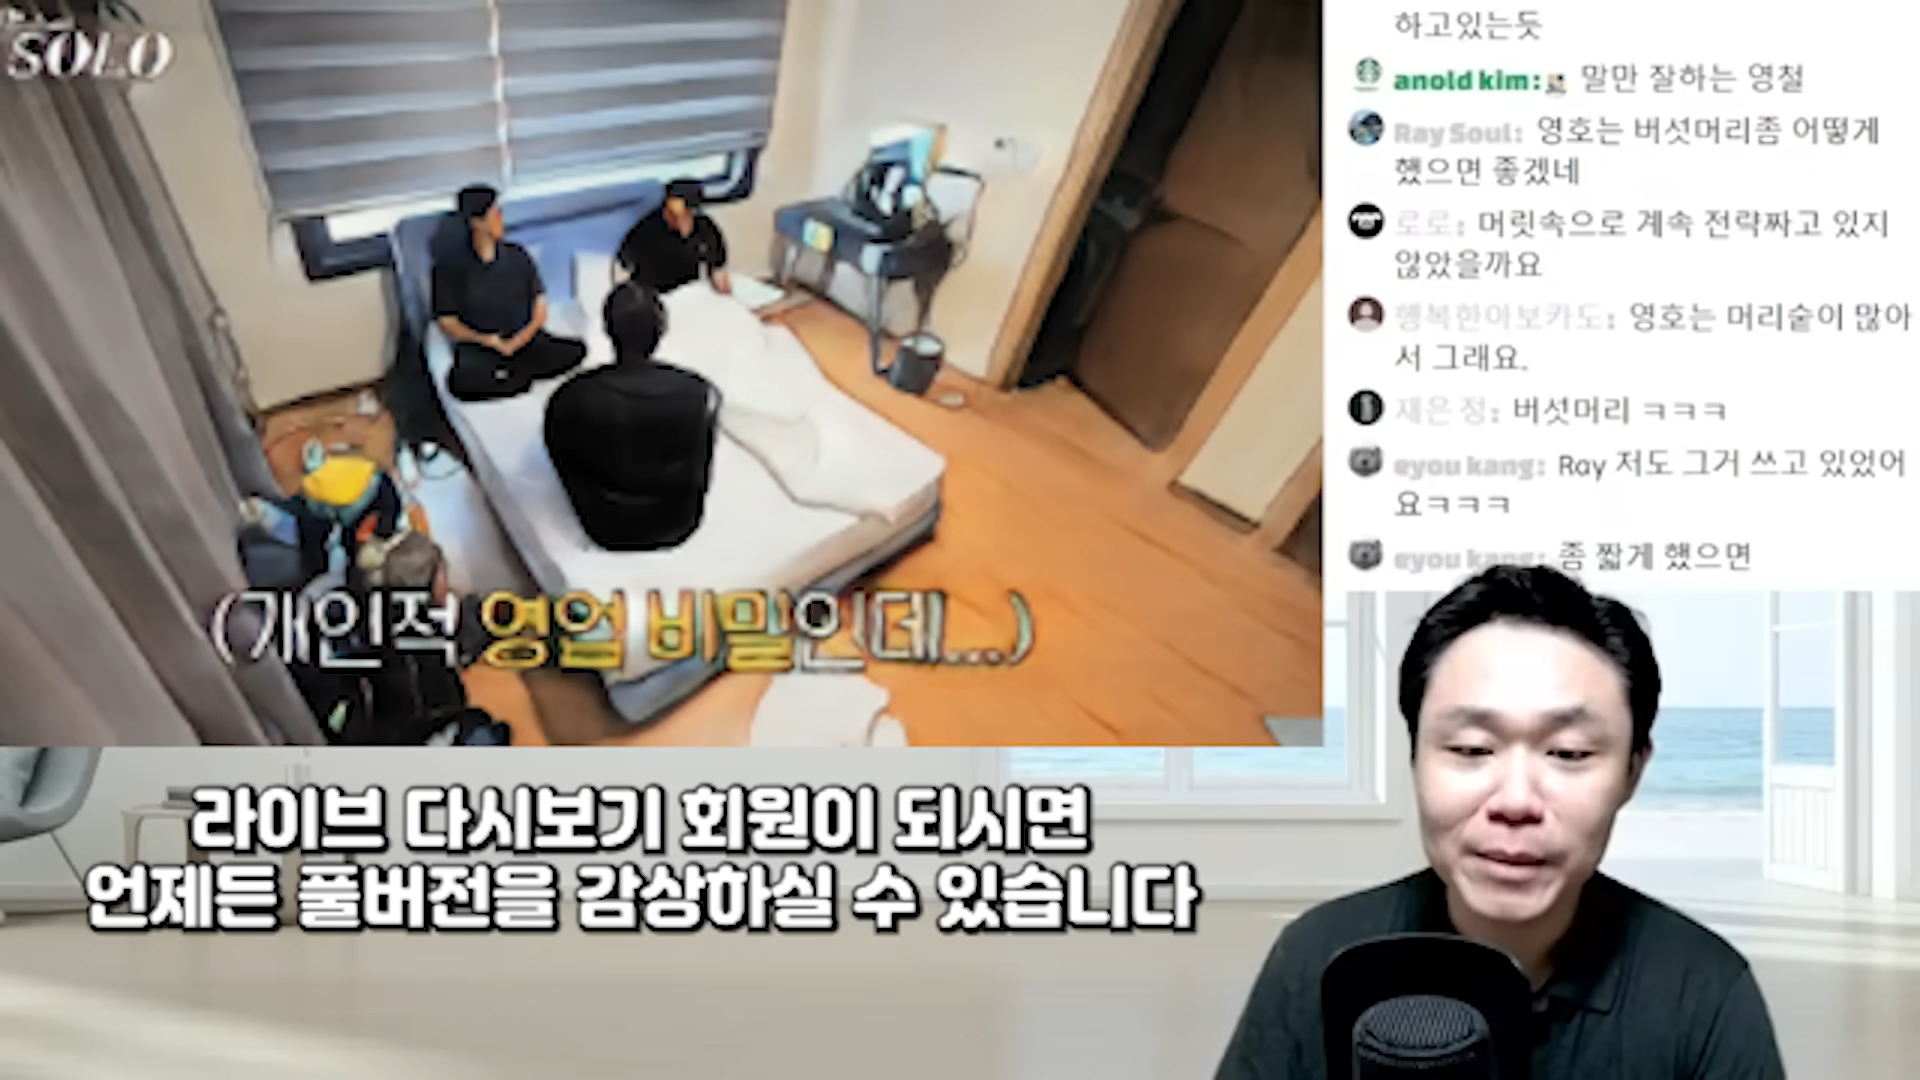 SOLO
(개인적 영업 비밀인데...)
하고있는듯
anold kim: 말만 잘하는 영철
Ray Soul: 영호는 버섯머리좀 어떻게
했으면 좋겠네
로로: 머릿속으로 계속 전략짜고 있지
않았을까요
행복한아보카도: 영호는 머리숱이 많아
서 그래요.
재은 정: 버섯머리 ㅋㅋㅋ
eyou kang: Ray 저도 그거 쓰고 있었어
요ㅋㅋㅋ
eyou kang: 좀 짧게 했으면
라이브 다시보기 회원이 되시면
언제든 풀버전을 감상하실 수 있습니다